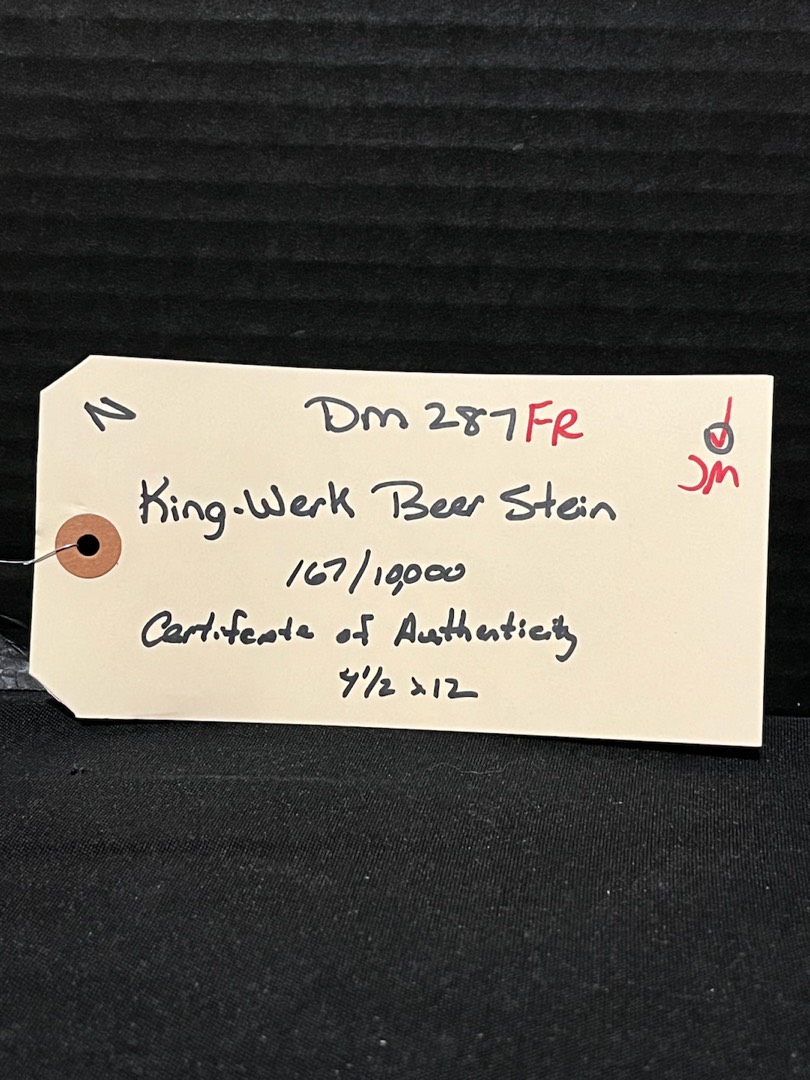 N
Dm 287FR
JM
King-Werk Beer Stein
167/10,000
Certificate of Authenticity
4 1/2 x 12